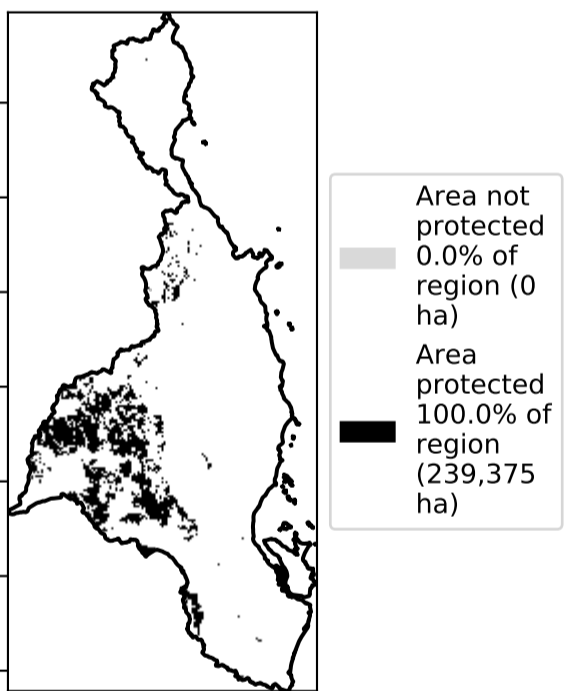 Area not
protected
0.0% of
region (0
ha)
Area
protected
100.0% of
region
(239,375
ha)